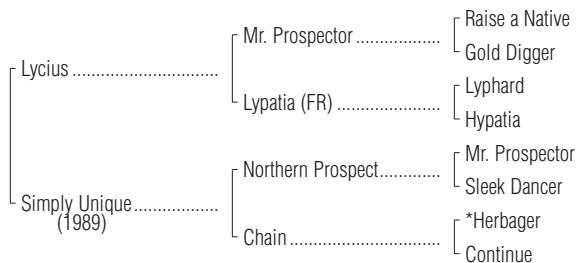 Raise a Native
Mr. Prospector ..................
Gold Digger
Lycius ...............................
Lyphard
Lypatia (FR) ......................
Hypatia
Mr. Prospector
Northern Prospect.............
Sleek Dancer
Simply Unique ..................
(1989)
*Herbager
Chain ................................
Continue